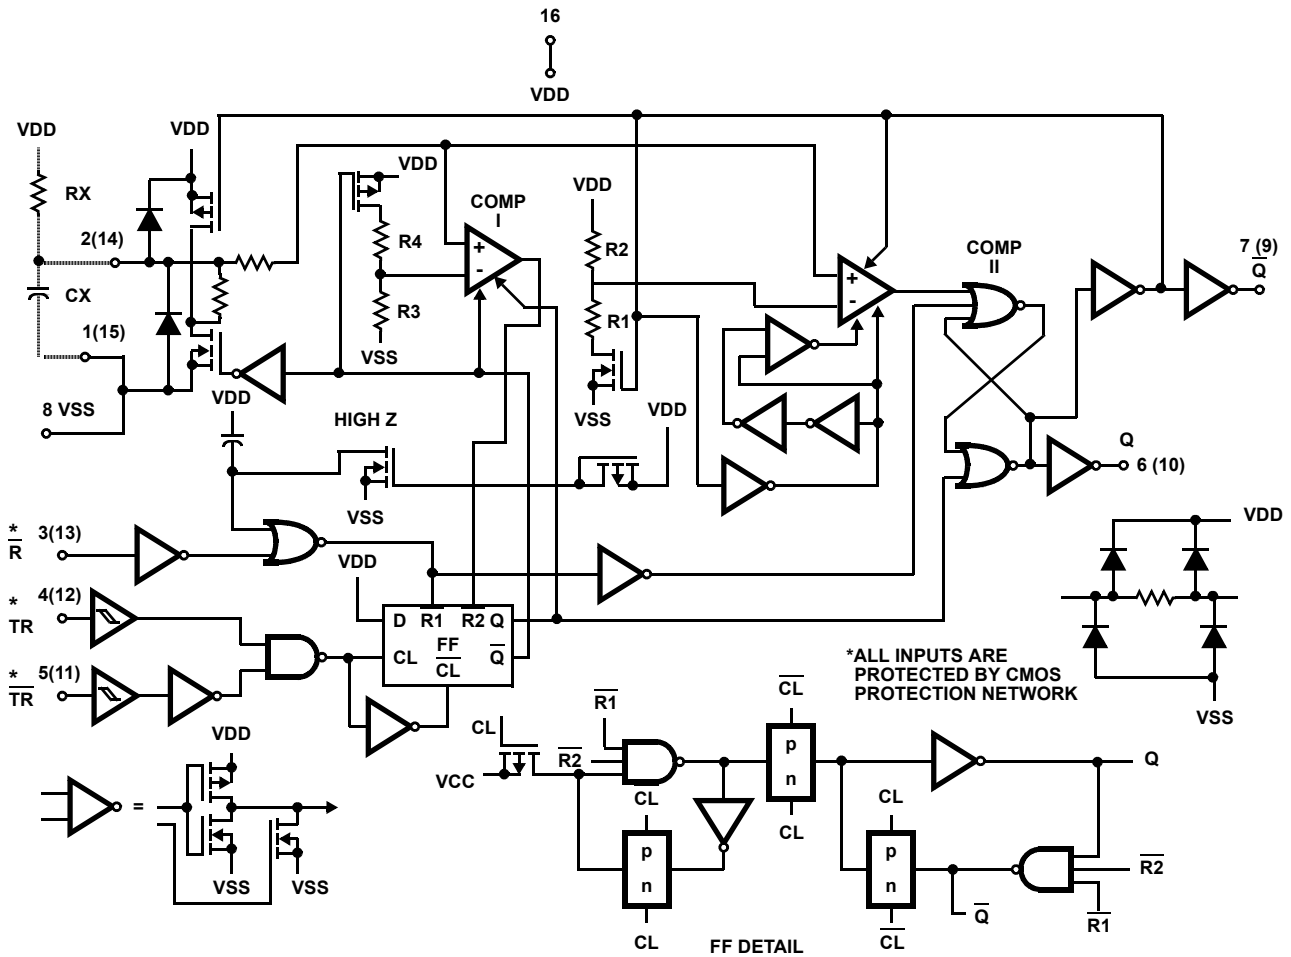 16
VDD
VDD
VDD
RX
2(14)
CX
1(15)
8 VSS
VDD
R4
R3
VSS
COMP
I
+
-
VDD
R2
R1
VSS
VDD
+
-
COMP
II
7 (9)
Q
Q
6 (10)
VDD
HIGH Z
VSS
*
R
3(13)
*
TR
4(12)
*
TR
5(11)
VDD
D R1 R2 Q
FF
CL Q
CL
*ALL INPUTS ARE
PROTECTED BY CMOS
PROTECTION NETWORK
VDD
VSS
=
VDD
VSS
VSS
CL
VCC
R1
R2
CL
p
n
CL
CL
p
n
CL
CL
p
n
CL
Q
Q
R2
R1
FF DETAIL